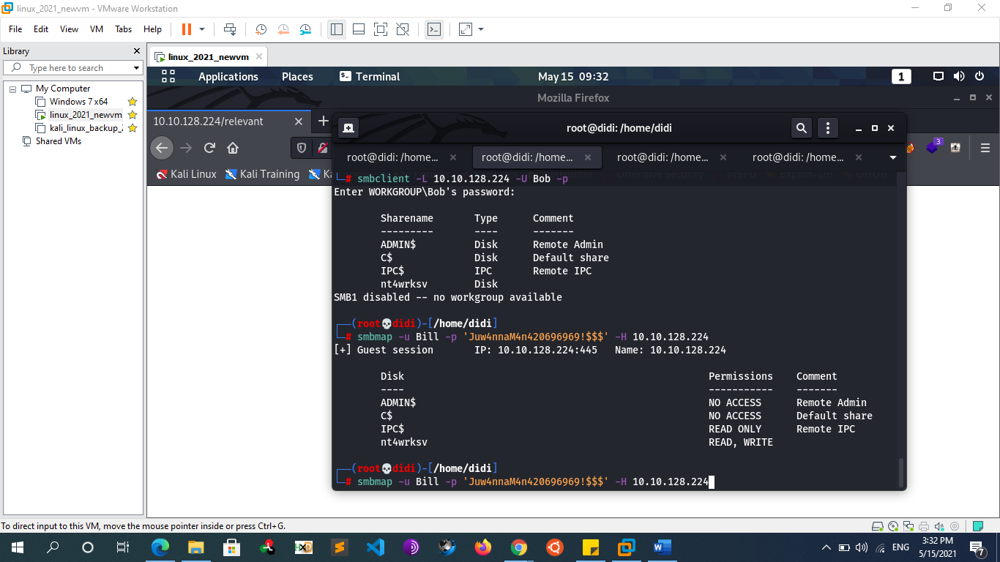 linux_2021_newvm - VMware Workstation
File Edit View VM Tabs Help
Library
Type here to search
My Computer
Windows 7 x64
linux_2021_newvm
kali_linux_backup_2
Shared VMs
linux_2021_newvm
Applications Places Terminal May 15 09:32 1
Mozilla Firefox
10.10.128.224/relevant
root@didi: /home/didi
3
root@didi: /home... root@didi: /home... root@didi: /home... root@didi: /home...
Kali Linux Kali Training Ka
# smbclient -L 10.10.128.224 -U Bob -p
Enter WORKGROUP\Bob's password:
Sharename Type Comment
--------- ---- -------
ADMIN$ Disk Remote Admin
C$ Disk Default share
IPC$ IPC Remote IPC
nt4wrksv Disk
SMB1 disabled -- no workgroup available
(root💀didi)-[/home/didi]
# smbmap -u Bill -p 'Juw4nnaM4n420696969!$$$' -H 10.10.128.224
[+] Guest session IP: 10.10.128.224:445 Name: 10.10.128.224
Disk Permissions Comment
---- ----------- -------
ADMIN$ NO ACCESS Remote Admin
C$ NO ACCESS Default share
IPC$ READ ONLY Remote IPC
nt4wrksv READ, WRITE
(root💀didi)-[/home/didi]
# smbmap -u Bill -p 'Juw4nnaM4n420696969!$$$' -H 10.10.128.224
To direct input to this VM, move the mouse pointer inside or press Ctrl+G.
ENG
3:32 PM
5/15/2021
7